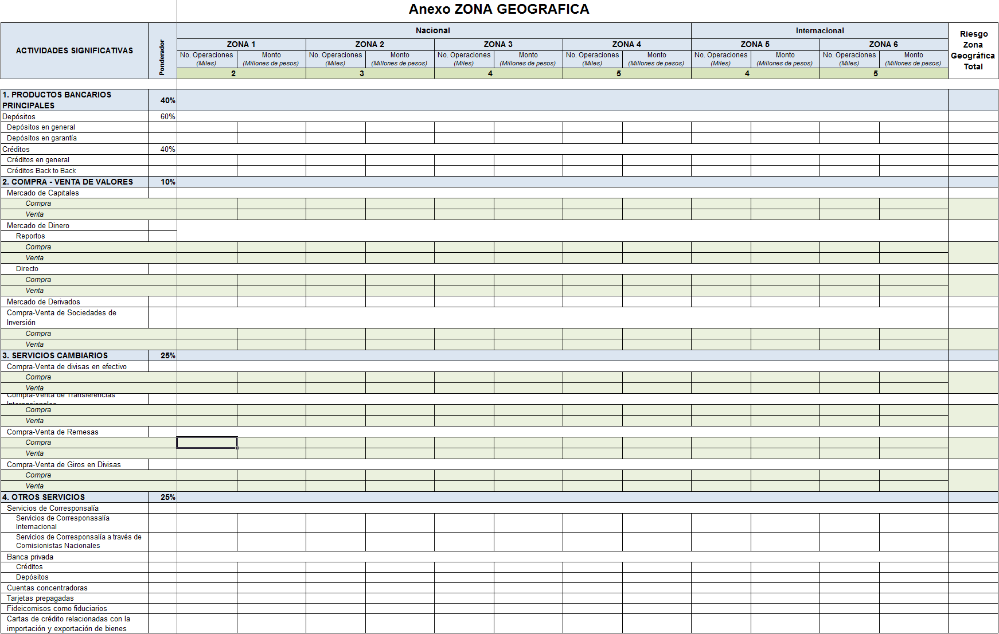 Anexo ZONA GEOGRAFICA
ACTIVIDADES SIGNIFICATIVAS
Ponderador
Nacional
Internacional
Riesgo
Zona
Geográfica
Total
ZONA 1
ZONA 2
ZONA 3
ZONA 4
ZONA 5
ZONA 6
No. Operaciones
(Miles)
Monto
(Millones de pesos)
No. Operaciones
(Miles)
Monto
(Millones de pesos)
No. Operaciones
(Miles)
Monto
(Millones de pesos)
No. Operaciones
(Miles)
Monto
(Millones de pesos)
No. Operaciones
(Miles)
Monto
(Millones de pesos)
No. Operaciones
(Miles)
Monto
(Millones de pesos)
2 3 4 5 4 5
1. PRODUCTOS BANCARIOS
PRINCIPALES 40%
Depósitos 60%
Depósitos en general
Depósitos en garantía
Créditos 40%
Créditos en general
Créditos Back to Back
2. COMPRA - VENTA DE VALORES 10%
Mercado de Capitales
Compra
Venta
Mercado de Dinero
Reportos
Compra
Venta
Directo
Compra
Venta
Mercado de Derivados
Compra-Venta de Sociedades de
Inversión
Compra
Venta
3. SERVICIOS CAMBIARIOS 25%
Compra-Venta de divisas en efectivo
Compra
Venta
Compra-Venta de Transferencias
Internacionales
Compra
Venta
Compra-Venta de Remesas
Compra
Venta
Compra-Venta de Giros en Divisas
Compra
Venta
4. OTROS SERVICIOS 25%
Servicios de Corresponsalía
Servicios de Corresponasalía
Internacional
Servicios de Corresponsalía a través de
Comisionistas Nacionales
Banca privada
Créditos
Depósitos
Cuentas concentradoras
Tarjetas prepagadas
Fideicomisos como fiduciarios
Cartas de crédito relacionadas con la
importación y exportación de bienes